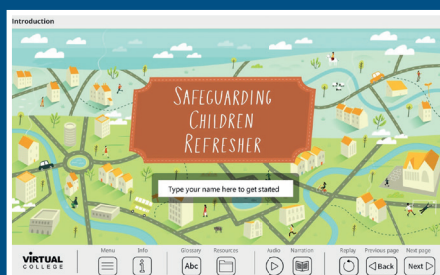 Introduction
SAFEGUARDING
CHILDREN
REFRESHER
Type your name here to get started
Menu
Info
Glossary
Resources
Audio
Narration
Replay
Previous page
Next page
VIRTUAL
COLLEGE
i
Abc
Back
Next